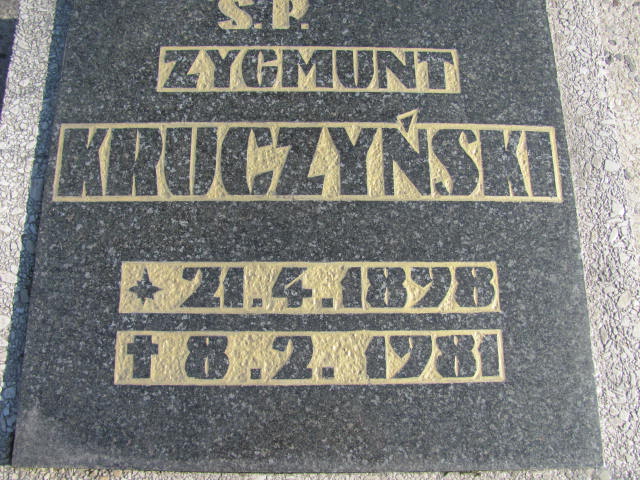 Ś.P.
ZYGMUNT
KRUCZYŃSKI
✶ 21.4.1898
✝ 8.2.1981